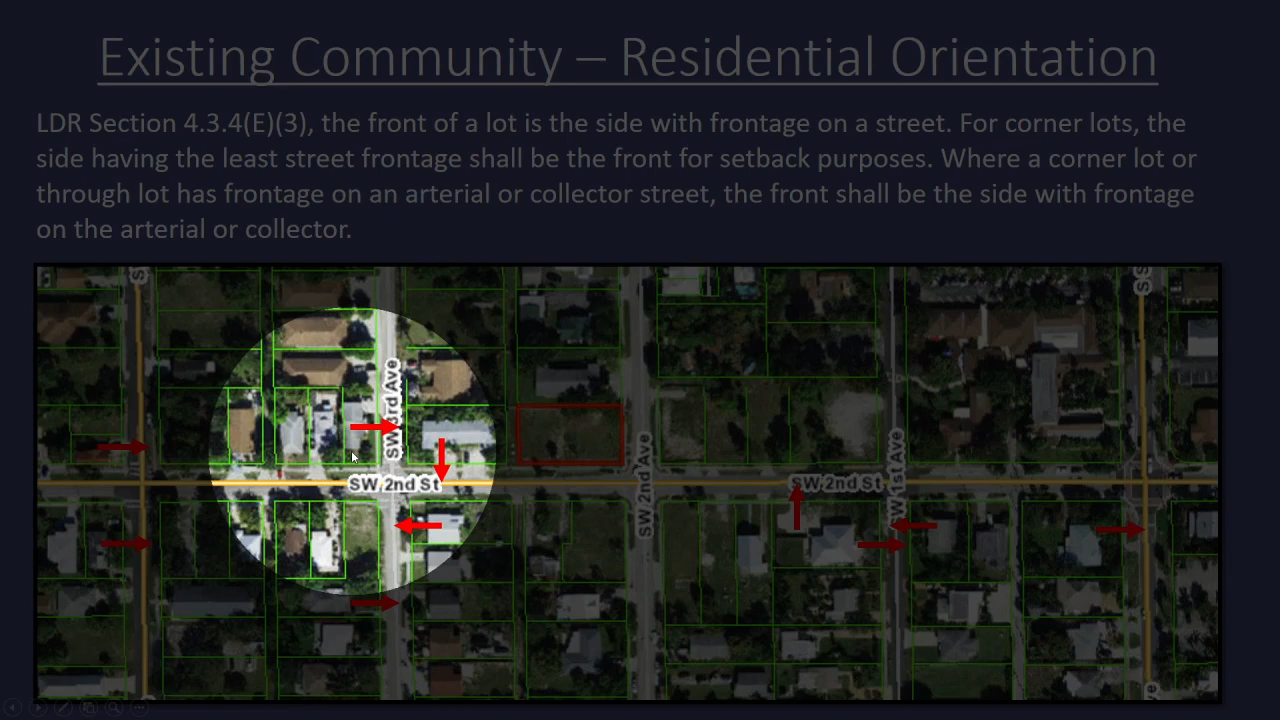 Existing Community – Residential Orientation
LDR Section 4.3.4(E)(3), the front of a lot is the side with frontage on a street. For corner lots, the
side having the least street frontage shall be the front for setback purposes. Where a corner lot or
through lot has frontage on an arterial or collector street, the front shall be the side with frontage
on the arterial or collector.
S
S S
SW 3rd Ave
SW 2nd Ave
SW 1st Ave
SW 2nd St
SW 2nd St
ve